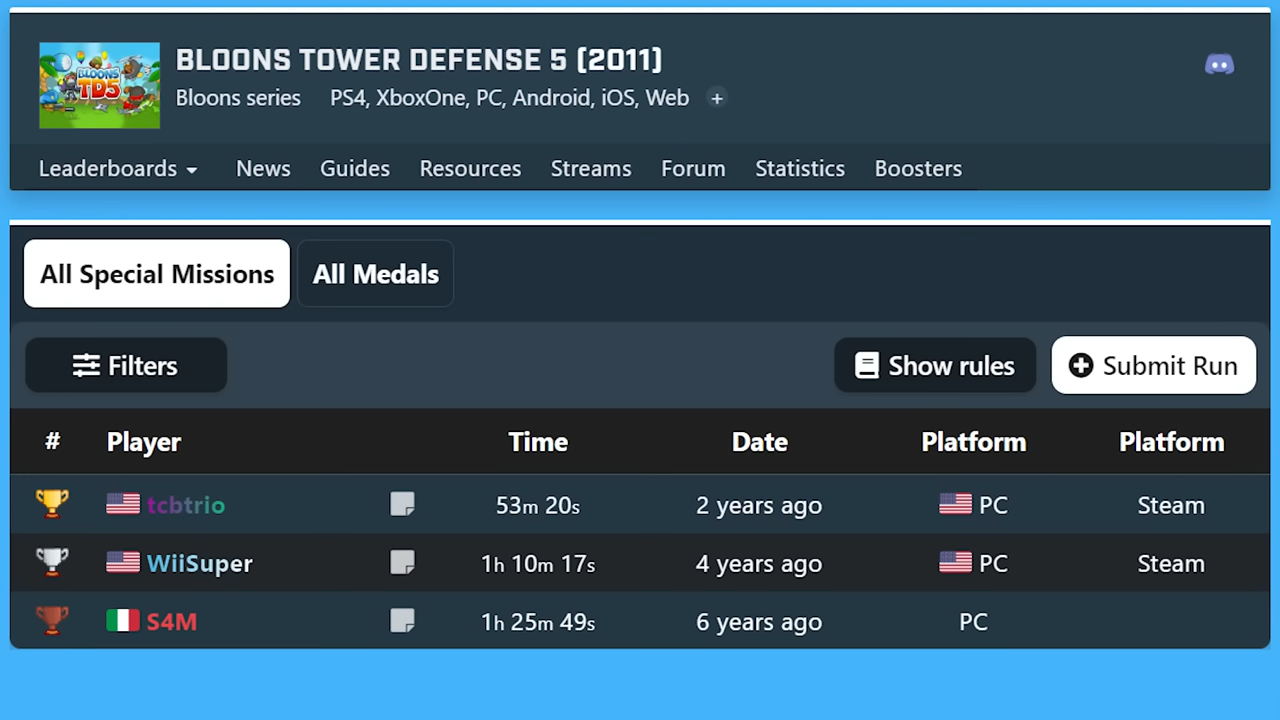 BLOONS TOWER DEFENSE 5 (2011)
BLOONS
TD5
Bloons series PS4, XboxOne, PC, Android, iOS, Web +
Leaderboards News Guides Resources Streams Forum Statistics Boosters
All Special Missions All Medals
Filters Show rules Submit Run
# Player Time Date Platform Platform
tcbtrio 53m 20s 2 years ago PC Steam
WiiSuper 1h 10m 17s 4 years ago PC Steam
S4M 1h 25m 49s 6 years ago PC